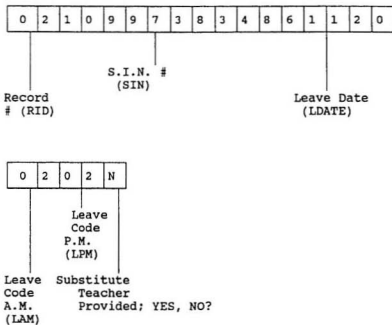 0 2 1 0 9 9 7 3 8 3 4 8 6 1 1 2 0
S.I.N. #
(SIN)
Record
# (RID)
Leave Date
(LDATE)
0 2 0 2 N
Leave
Code
P.M.
(LPM)
Leave
Code
A.M.
(LAM)
Substitute
Teacher
Provided; YES, NO?